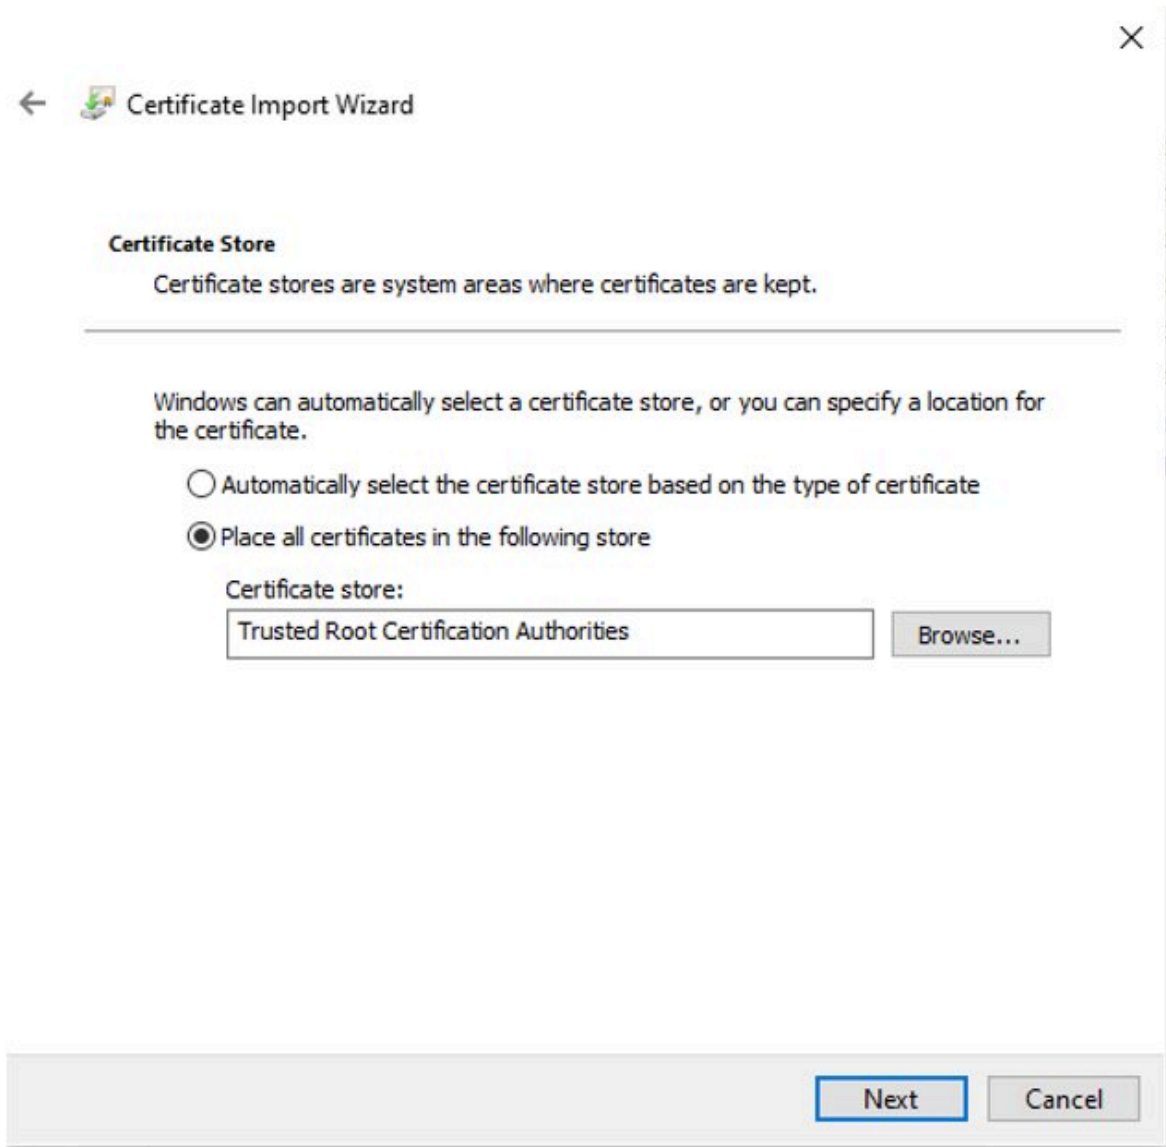 Certificate Import Wizard
Certificate Store
Certificate stores are system areas where certificates are kept.
Windows can automatically select a certificate store, or you can specify a location for
the certificate.
Automatically select the certificate store based on the type of certificate
Place all certificates in the following store
Certificate store:
Trusted Root Certification Authorities
Browse...
Next
Cancel